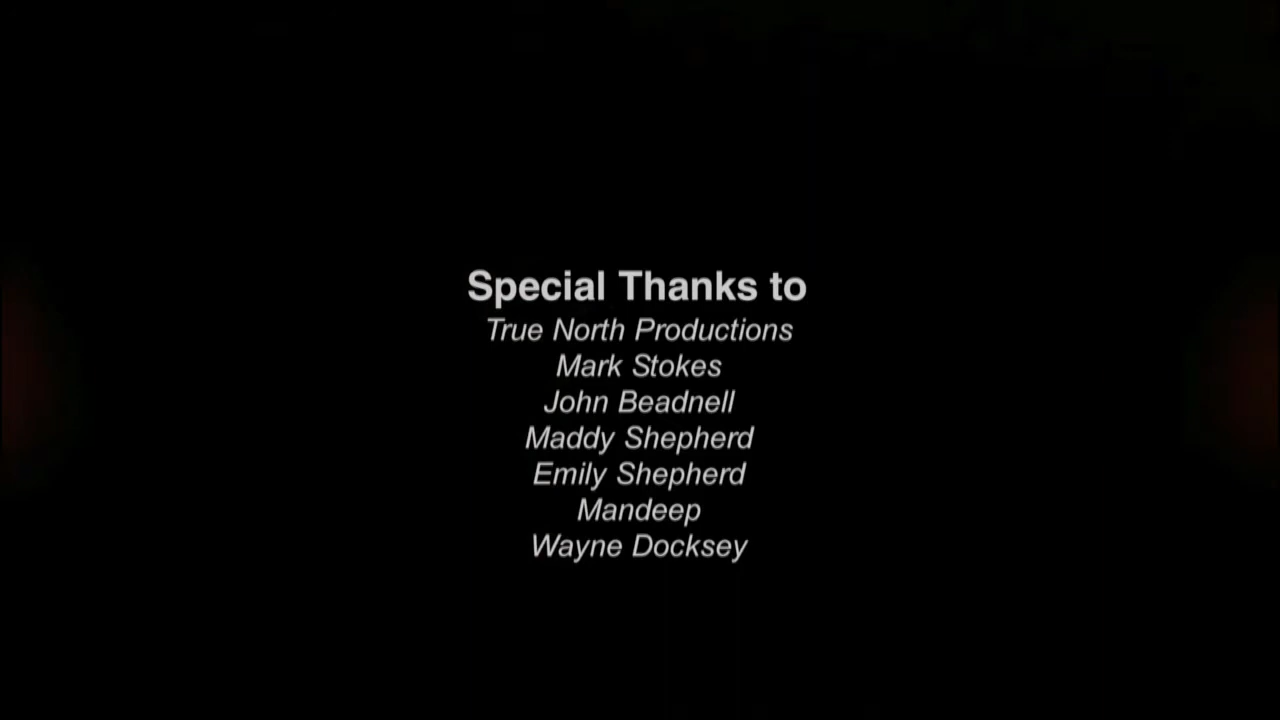 Special Thanks to
True North Productions
Mark Stokes
John Beadnell
Maddy Shepherd
Emily Shepherd
Mandeep
Wayne Docksey